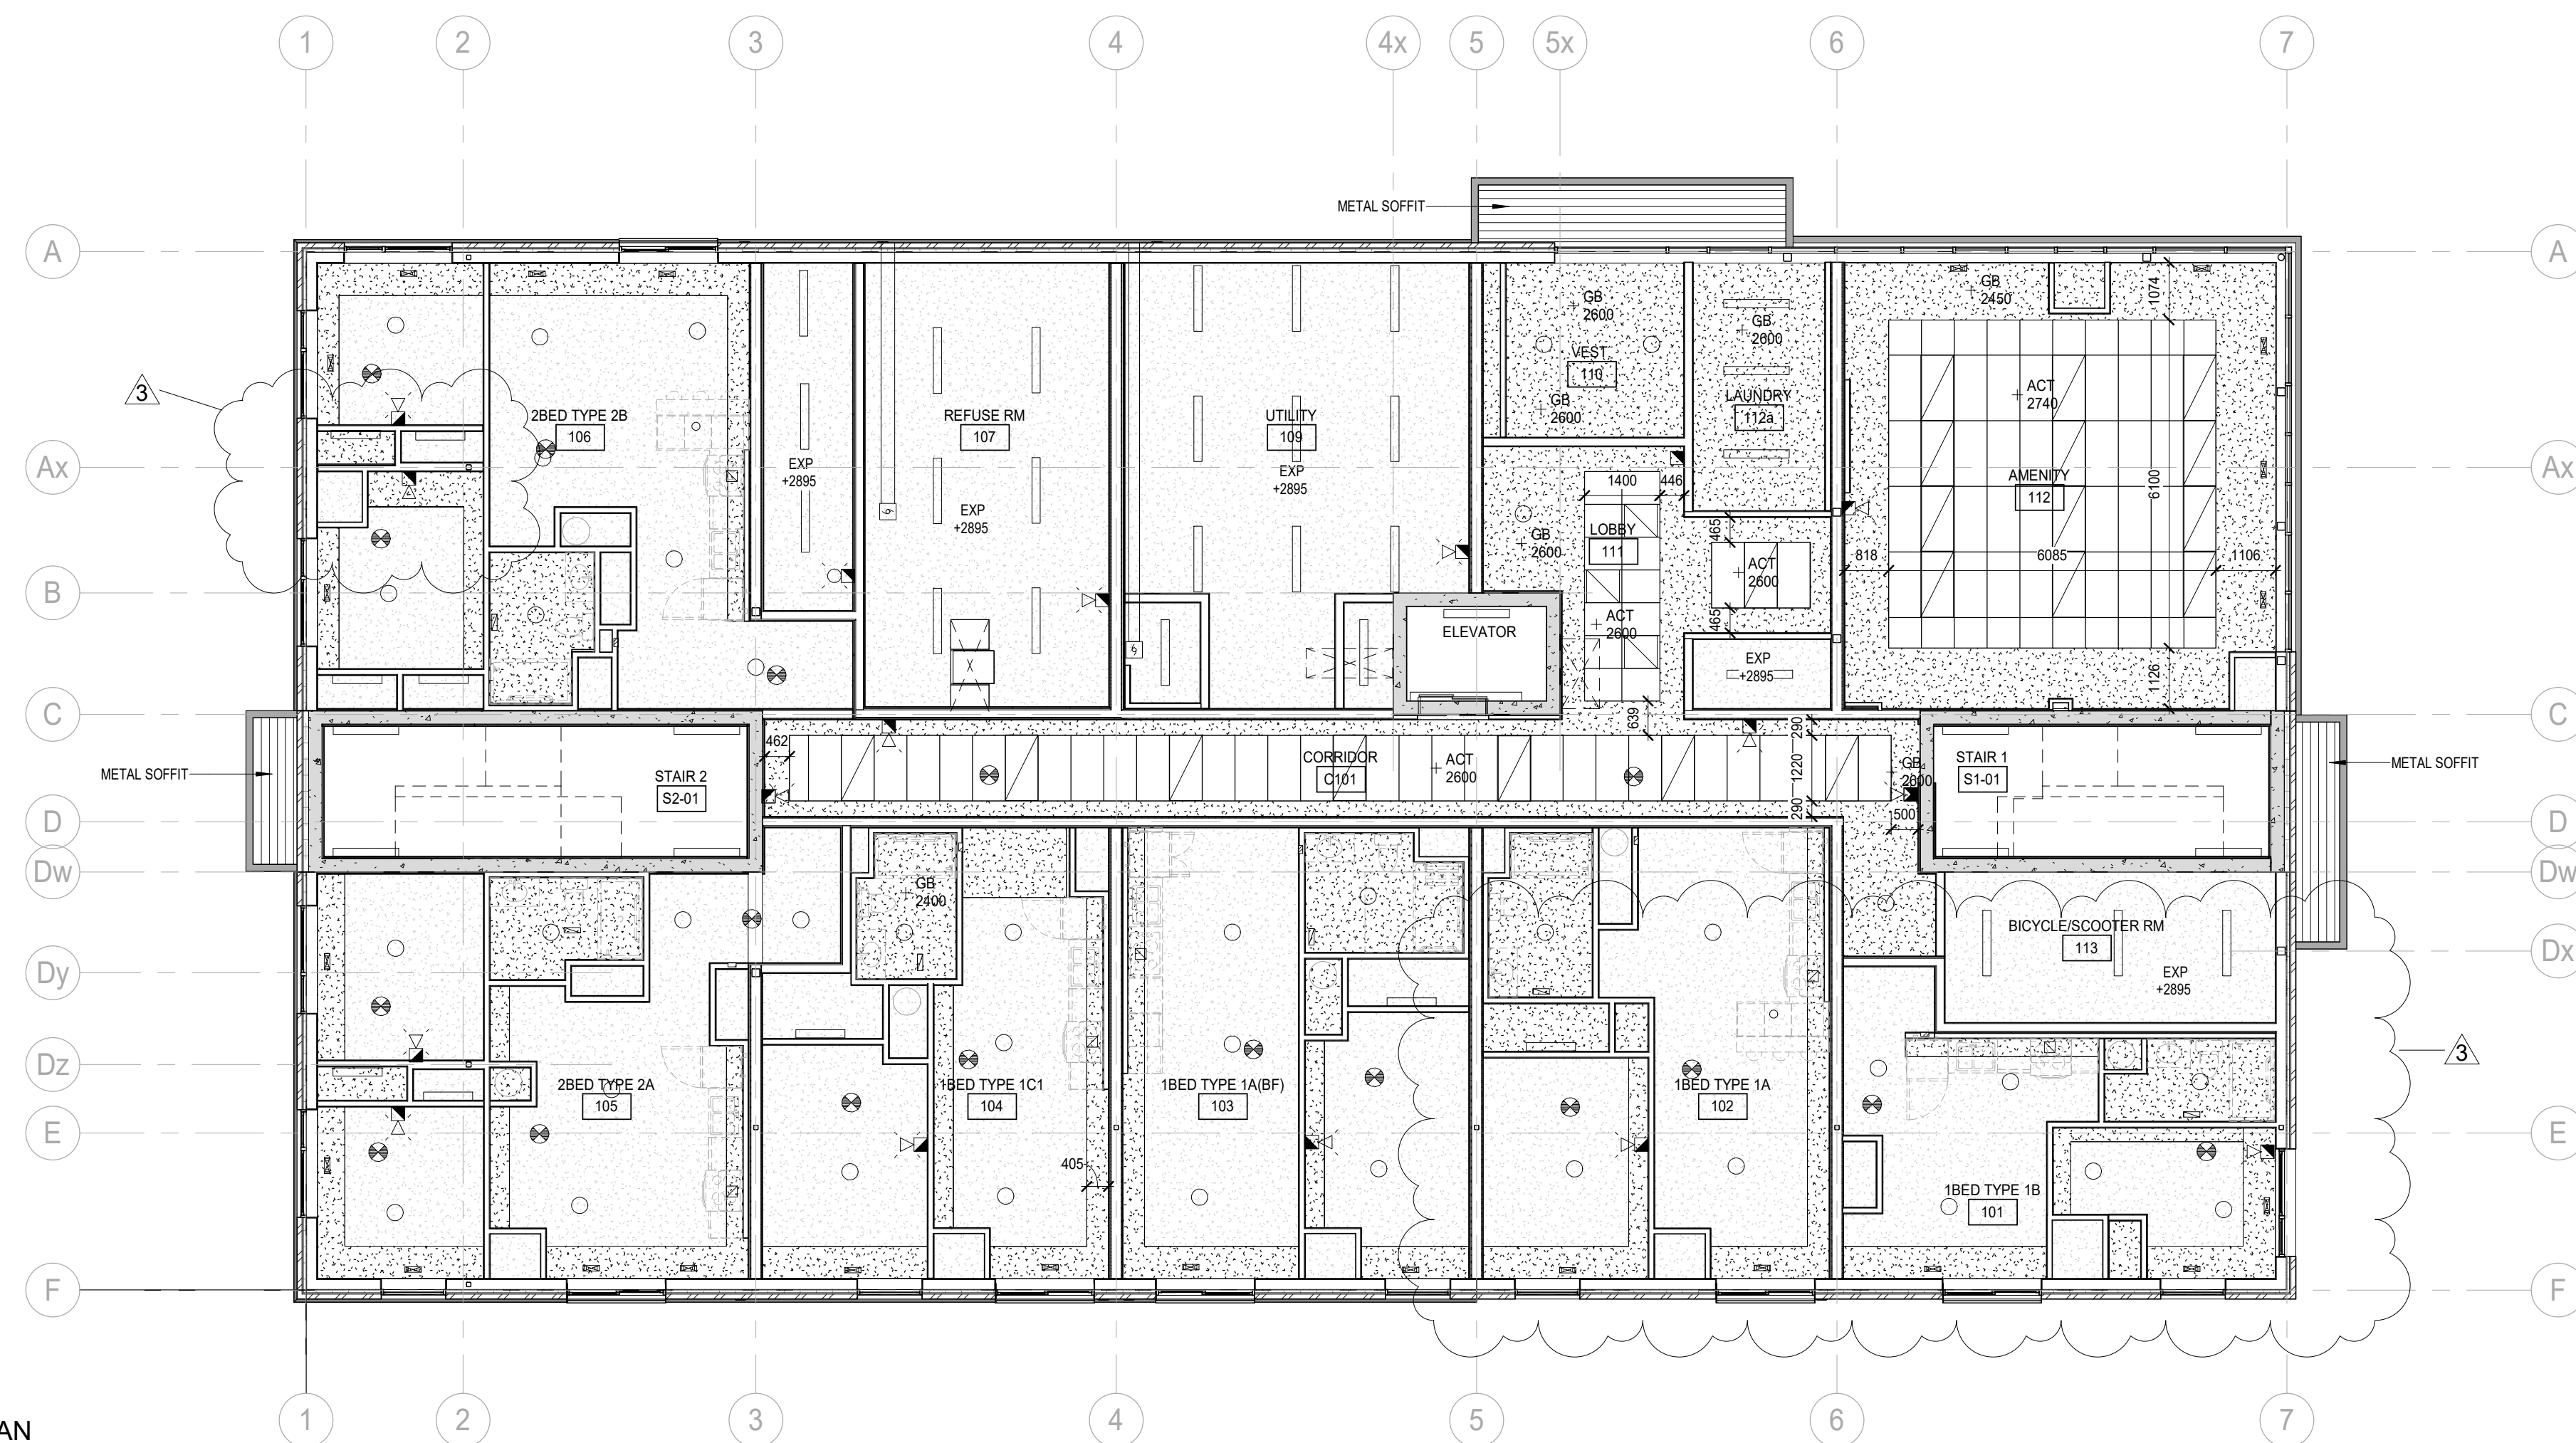 1
2
3
4
4x
5
5x
6
7
METAL SOFFIT
A
A
GB
2450
1074
GB
2600
GB
2600
VEST
110
3
ACT
2740
LAUNDRY
112a
GB
2600
2BED TYPE 2B
106
REFUSE RM
107
UTILITY
109
Ax
Ax
EXP
+2895
EXP
+2895
EXP
+2895
1400
446
AMENITY
112
6100
LOBBY
111
465
GB
2600
818
6085
1106
ACT
2600
B
B
465
ACT
2600
ELEVATOR
X
EXP
+2895
1126
C
C
639
290
462
CORRIDOR
C101
ACT
2600
1220
GB
2600
STAIR 1
S1-01
METAL SOFFIT
STAIR 2
S2-01
METAL SOFFIT
290
500
D
D
Dw
Dw
GB
2400
BICYCLE/SCOOTER RM
113
Dx
Dy
EXP
+2895
3
Dz
2BED TYPE 2A
105
1BED TYPE 1C1
104
1BED TYPE 1A(BF)
103
1BED TYPE 1A
102
E
E
405
1BED TYPE 1B
101
F
F
1
2
3
4
5
6
7
AN